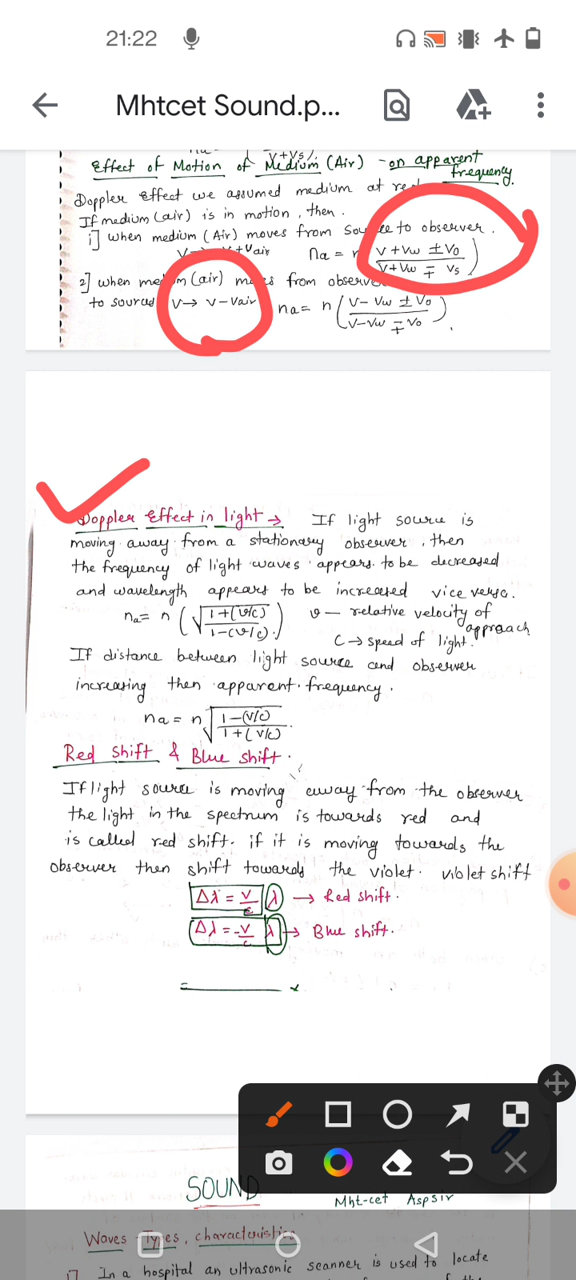 21:22
Mhtcet Sound.p...
Effect of Motion of Medium (Air) - on apparent frequency.
Doppler Effect we assumed medium at
If medium (air) is in motion, then.
1] when medium (Air) moves from to observer.
na = V+Vw ±Vo / V+Vw ∓ Vs)
2] when (air) from
to source V→ V-Vair na= n (V- Vw ± Vo / V-Vw ∓ Vo).
Doppler Effect in light → If light source is
moving away from a stationary observer, then
the frequency of light waves appears to be decreased
and wavelength appears to be increased vice versa.
na= n (√1+(v/c) / 1-(v/c).) v — relative velocity of approach
C→ speed of light.
If distance between light source and observer
increasing then apparent frequency.
na = n √1-(v/c) / 1+(v/c)
Red shift & Blue shift.
If light source is moving away from the observer
the light in the spectrum is towards red and
is called red shift. if it is moving towards the
observer then shift towards the violet. violet shift
Δλ = v/c λ → Red shift.
Δλ = -v/c λ → Blue shift.
SOUND
Mht-cet Aspsir
Waves Types, characteristic
1] In a hospital an ultrasonic scanner is used to locate